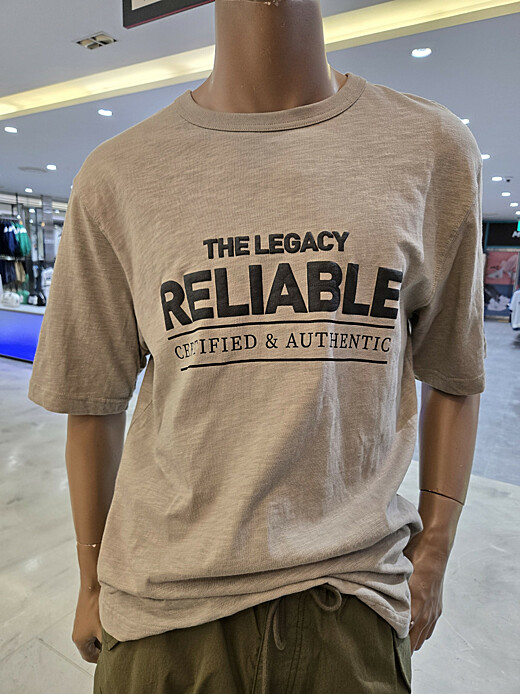 THE LEGACY
RELIABLE
CERTIFIED & AUTHENTIC